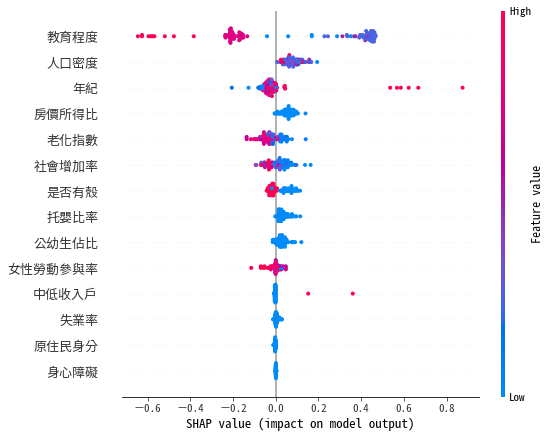 High
教育程度
人口密度
年紀
房價所得比
老化指數
社會增加率
是否有殼
托嬰比率
公幼生佔比
女性勞動參與率
中低收入戶
失業率
原住民身分
身心障礙
Feature value
Low
−0.6 −0.4 −0.2 0.0 0.2 0.4 0.6 0.8
SHAP value (impact on model output)